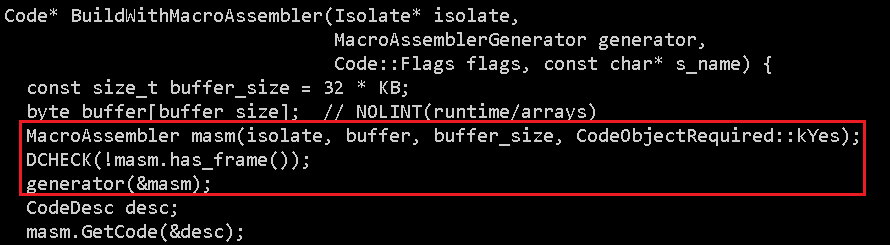 Code* BuildWithMacroAssembler(Isolate* isolate,
MacroAssemblerGenerator generator,
Code::Flags flags, const char* s_name) {
const size_t buffer_size = 32 * KB;
byte buffer[buffer_size]; // NOLINT(runtime/arrays)
MacroAssembler masm(isolate, buffer, buffer_size, CodeObjectRequired::kYes);
DCHECK(!masm.has_frame());
generator(&masm);
CodeDesc desc;
masm.GetCode(&desc);